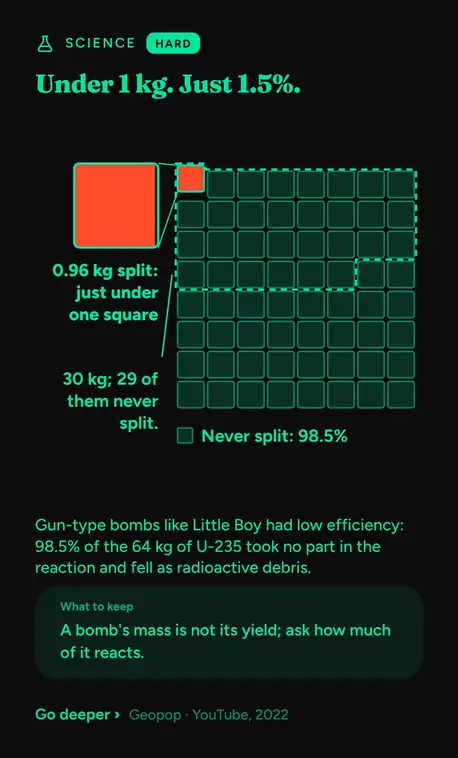 SCIENCE HARD
Under 1 kg. Just 1.5%.
0.96 kg split:
just under
one square
30 kg; 29 of
them never
split.
Never split: 98.5%
Gun-type bombs like Little Boy had low efficiency:
98.5% of the 64 kg of U-235 took no part in the
reaction and fell as radioactive debris.
What to keep
A bomb's mass is not its yield; ask how much
of it reacts.
Go deeper › Geopop · YouTube, 2022